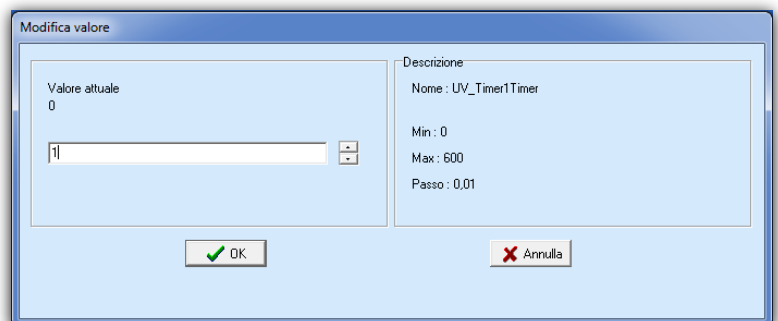 Modifica valore
Valore attuale
0
1
Descrizione
Nome : UV_Timer1Timer
Min : 0
Max : 600
Passo : 0,01
OK
Annulla